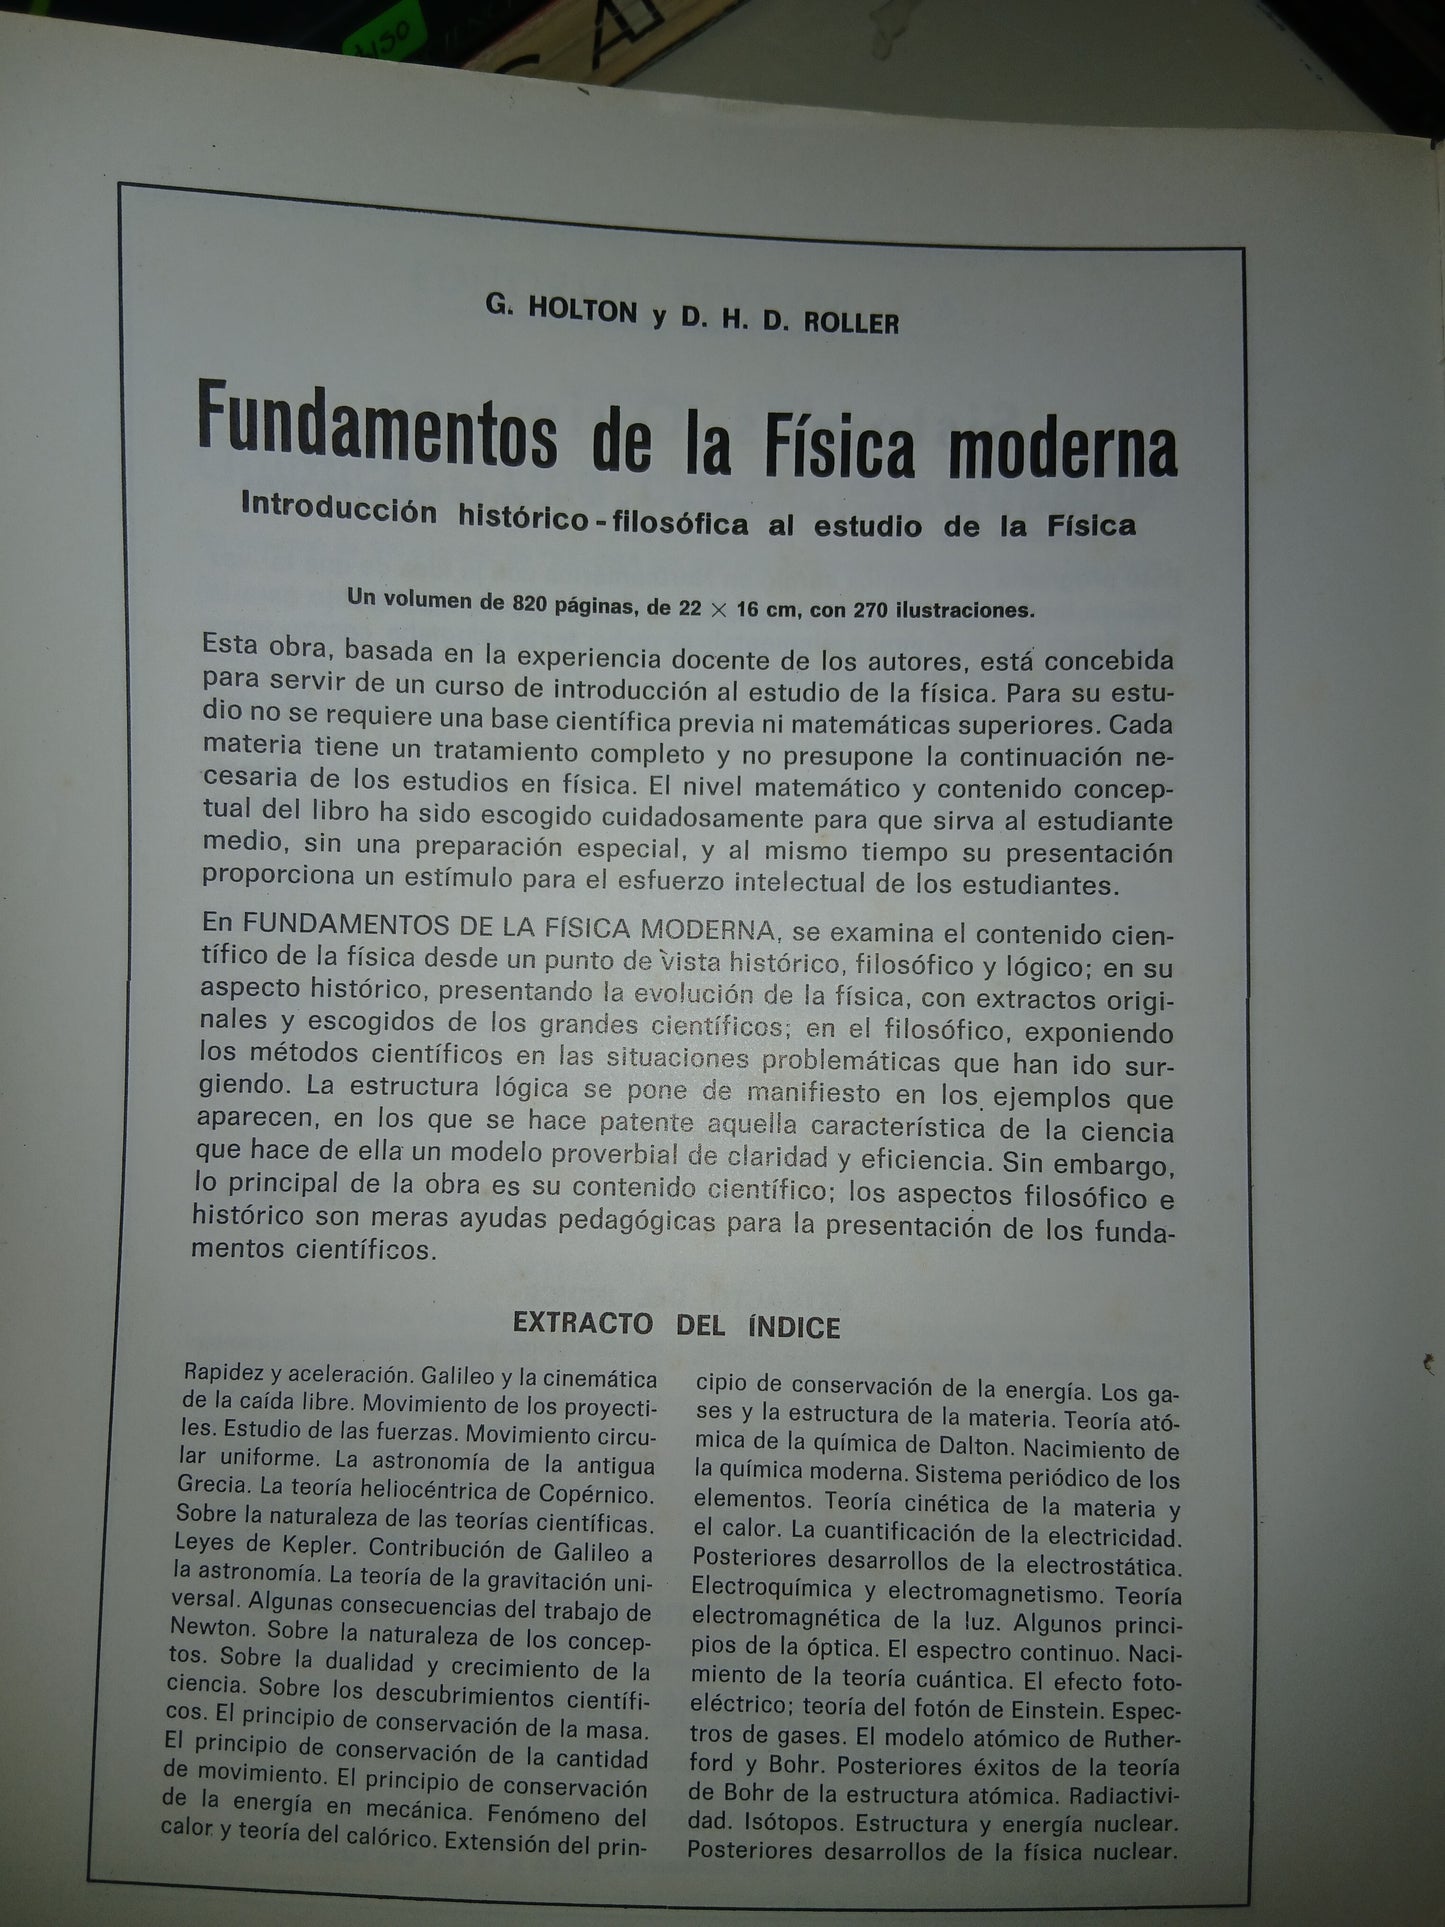 4150
G. HOLTON y D. H. D. ROLLER
Fundamentos de la Física moderna
Introducción histórico-filosófica al estudio de la Física
Un volumen de 820 páginas, de 22 × 16 cm, con 270 ilustraciones.
Esta obra, basada en la experiencia docente de los autores, está concebida
para servir de un curso de introducción al estudio de la física. Para su estu-
dio no se requiere una base científica previa ni matemáticas superiores. Cada
materia tiene un tratamiento completo y no presupone la continuación ne-
cesaria de los estudios en física. El nivel matemático y contenido concep-
tual del libro ha sido escogido cuidadosamente para que sirva al estudiante
medio, sin una preparación especial, y al mismo tiempo su presentación
proporciona un estímulo para el esfuerzo intelectual de los estudiantes.
En FUNDAMENTOS DE LA FÍSICA MODERNA, se examina el contenido cien-
tífico de la física desde un punto de vista histórico, filosófico y lógico; en su
aspecto histórico, presentando la evolución de la física, con extractos origi-
nales y escogidos de los grandes científicos; en el filosófico, exponiendo
los métodos científicos en las situaciones problemáticas que han ido sur-
giendo. La estructura lógica se pone de manifiesto en los ejemplos que
aparecen, en los que se hace patente aquella característica de la ciencia
que hace de ella un modelo proverbial de claridad y eficiencia. Sin embargo,
lo principal de la obra es su contenido científico; los aspectos filosófico e
histórico son meras ayudas pedagógicas para la presentación de los funda-
mentos científicos.
EXTRACTO DEL ÍNDICE
Rapidez y aceleración. Galileo y la cinemática
de la caída libre. Movimiento de los proyecti-
les. Estudio de las fuerzas. Movimiento circu-
lar uniforme. La astronomía de la antigua
Grecia. La teoría heliocéntrica de Copérnico.
Sobre la naturaleza de las teorías científicas.
Leyes de Kepler. Contribución de Galileo a
la astronomía. La teoría de la gravitación uni-
versal. Algunas consecuencias del trabajo de
Newton. Sobre la naturaleza de los concep-
tos. Sobre la dualidad y crecimiento de la
ciencia. Sobre los descubrimientos científi-
cos. El principio de conservación de la masa.
El principio de conservación de la cantidad
de movimiento. El principio de conservación
de la energía en mecánica. Fenómeno del
calor y teoría del calórico. Extensión del prin-
cipio de conservación de la energía. Los ga-
ses y la estructura de la materia. Teoría ató-
mica de la química de Dalton. Nacimiento de
la química moderna. Sistema periódico de los
elementos. Teoría cinética de la materia y
el calor. La cuantificación de la electricidad.
Posteriores desarrollos de la electrostática.
Electroquímica y electromagnetismo. Teoría
electromagnética de la luz. Algunos princi-
pios de la óptica. El espectro continuo. Naci-
miento de la teoría cuántica. El efecto foto-
eléctrico; teoría del fotón de Einstein. Espec-
tros de gases. El modelo atómico de Ruther-
ford y Bohr. Posteriores éxitos de la teoría
de Bohr de la estructura atómica. Radiactivi-
dad. Isótopos. Estructura y energía nuclear.
Posteriores desarrollos de la física nuclear.